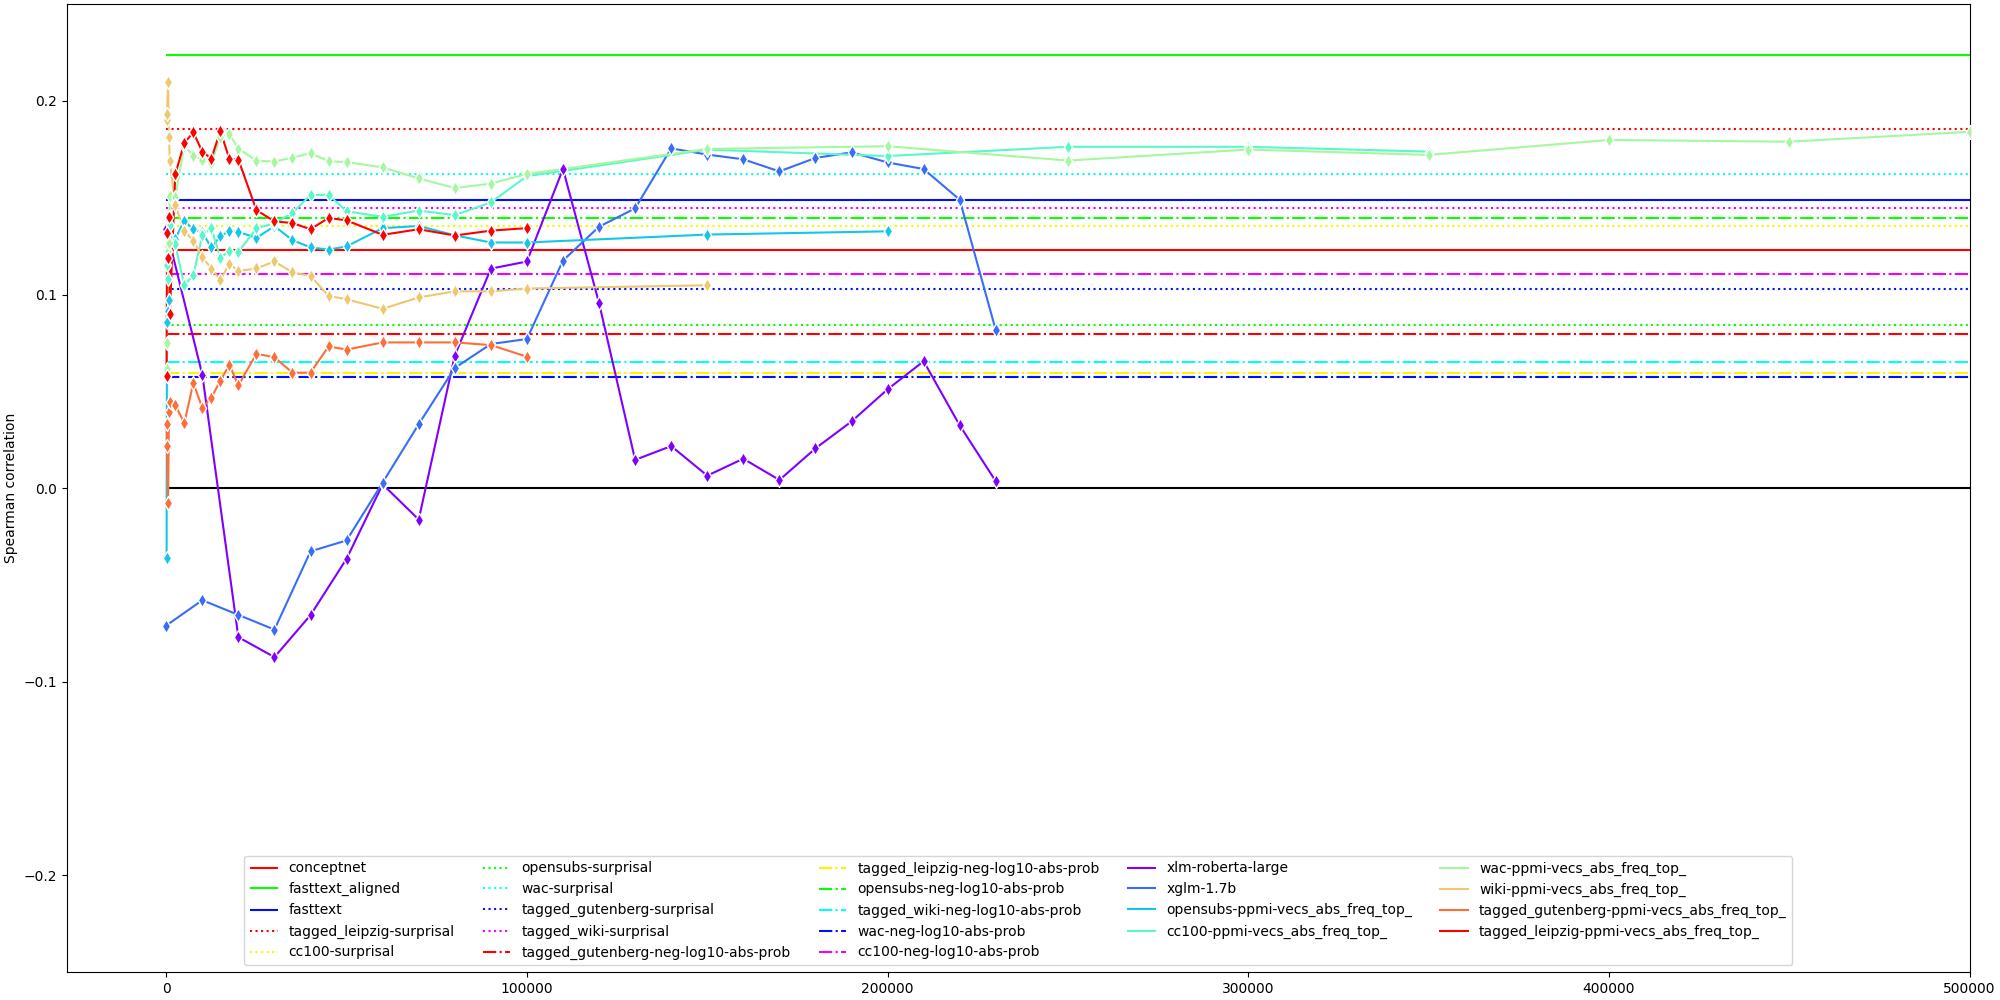 0.2
0.1
0.0
−0.1
−0.2
Spearman correlation
conceptnet
fasttext_aligned
fasttext
tagged_leipzig-surprisal
cc100-surprisal
opensubs-surprisal
wac-surprisal
tagged_gutenberg-surprisal
tagged_wiki-surprisal
tagged_gutenberg-neg-log10-abs-prob
tagged_leipzig-neg-log10-abs-prob
opensubs-neg-log10-abs-prob
tagged_wiki-neg-log10-abs-prob
wac-neg-log10-abs-prob
cc100-neg-log10-abs-prob
xlm-roberta-large
xglm-1.7b
opensubs-ppmi-vecs_abs_freq_top_
cc100-ppmi-vecs_abs_freq_top_
wac-ppmi-vecs_abs_freq_top_
wiki-ppmi-vecs_abs_freq_top_
tagged_gutenberg-ppmi-vecs_abs_freq_top_
tagged_leipzig-ppmi-vecs_abs_freq_top_
0
100000
200000
300000
400000
500000